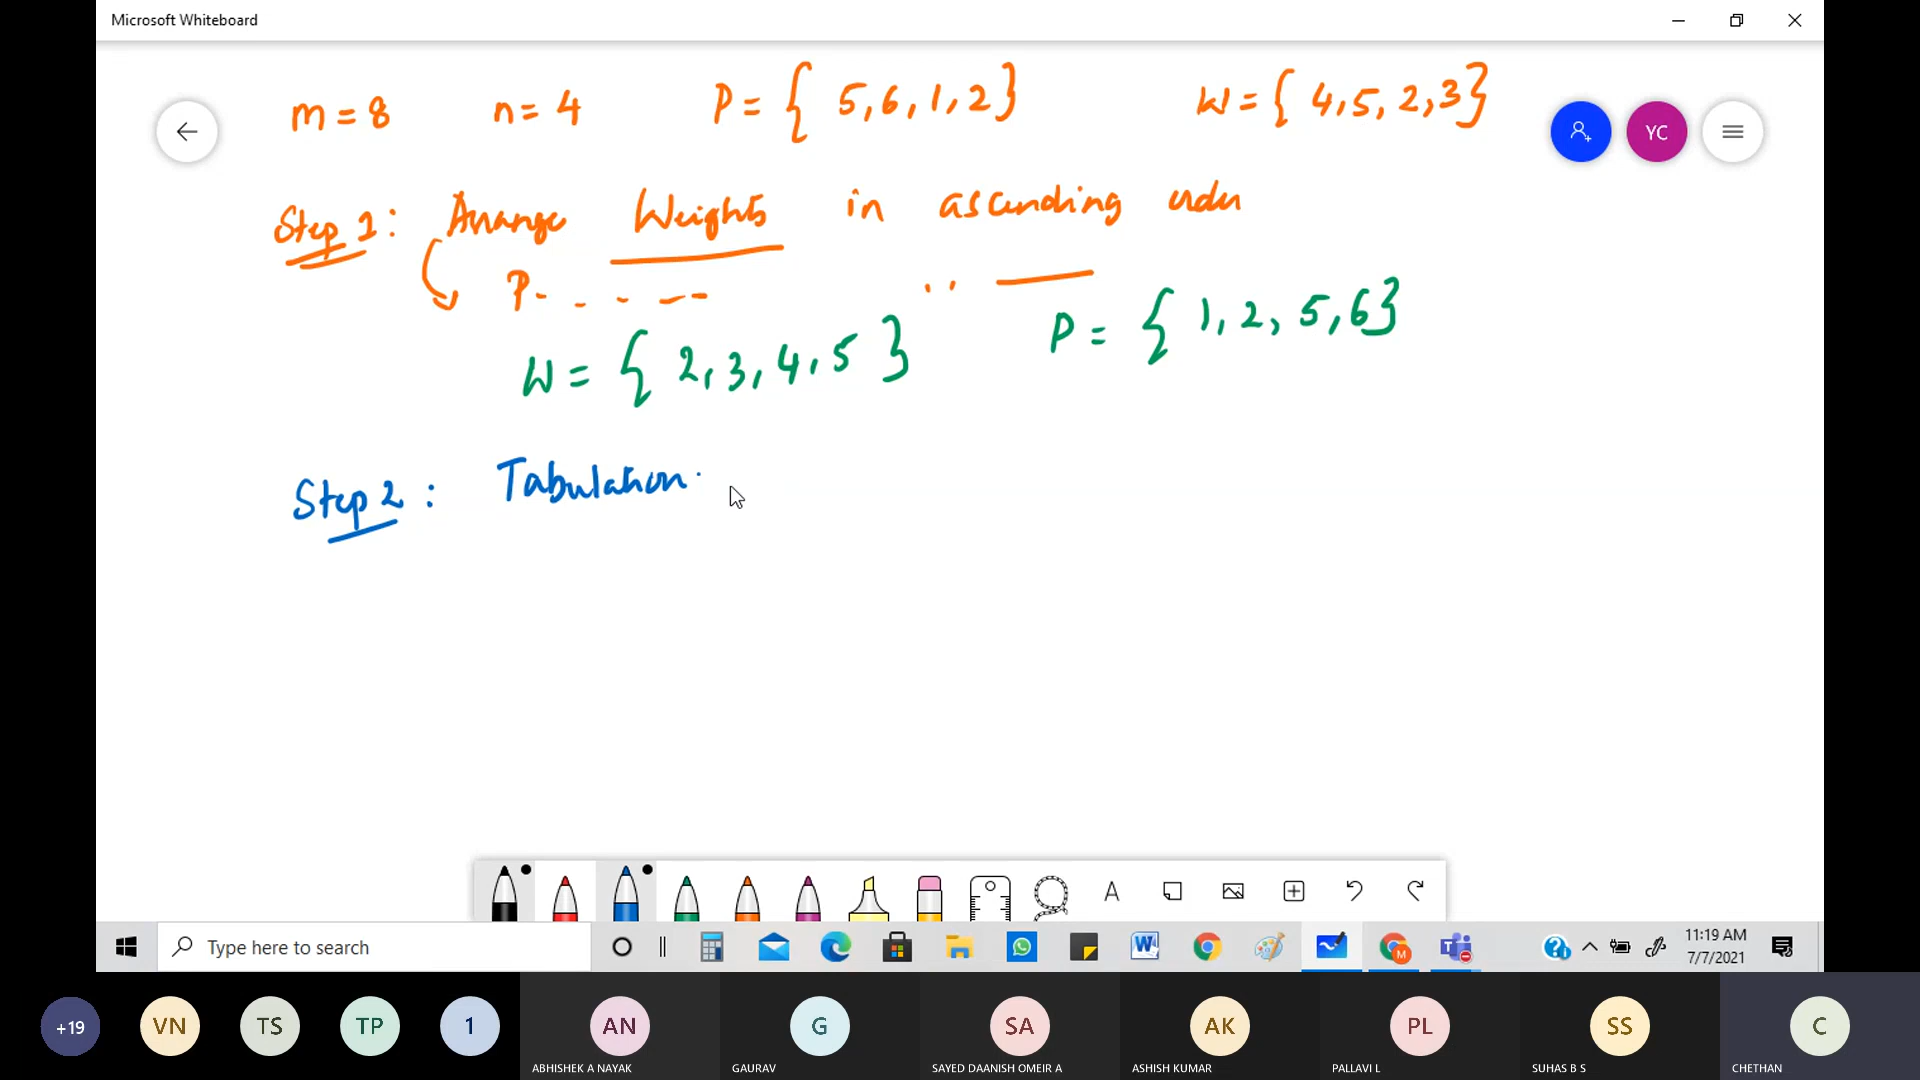 Microsoft Whiteboard
m = 8 n = 4 P = { 5, 6, 1, 2 } W = { 4, 5, 2, 3 }
YC
Step 1 : Arrange Weights in ascending order
P- - - - -- ,, ___
W = { 2, 3, 4, 5 } P = { 1, 2, 5, 6 }
Step 2 : Tabulation.
A
Type here to search
11:19 AM
7/7/2021
+19 VN TS TP 1 AN G SA AK PL SS C
ABHISHEK A NAYAK GAURAV SAYED DAANISH OMEIR A ASHISH KUMAR PALLAVI L SUHAS B S CHETHAN